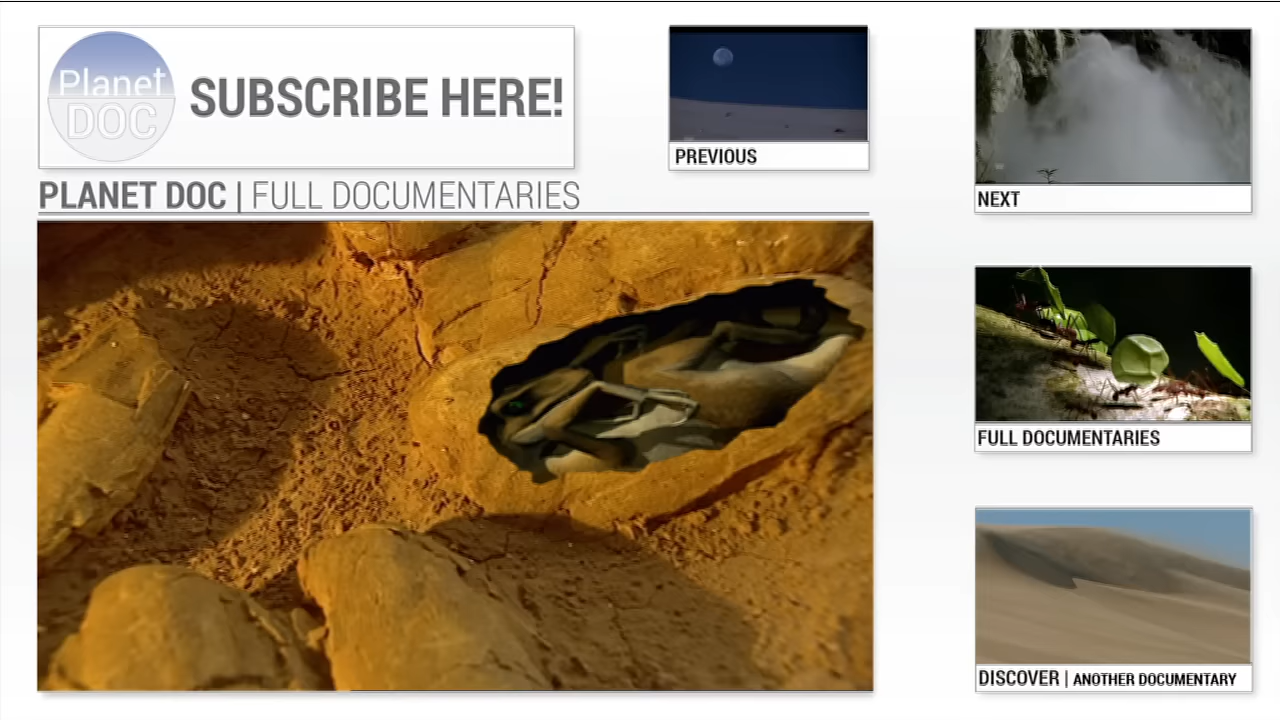 Planet
DOC
SUBSCRIBE HERE!
PLANET DOC | FULL DOCUMENTARIES
PREVIOUS
NEXT
FULL DOCUMENTARIES
DISCOVER | ANOTHER DOCUMENTARY